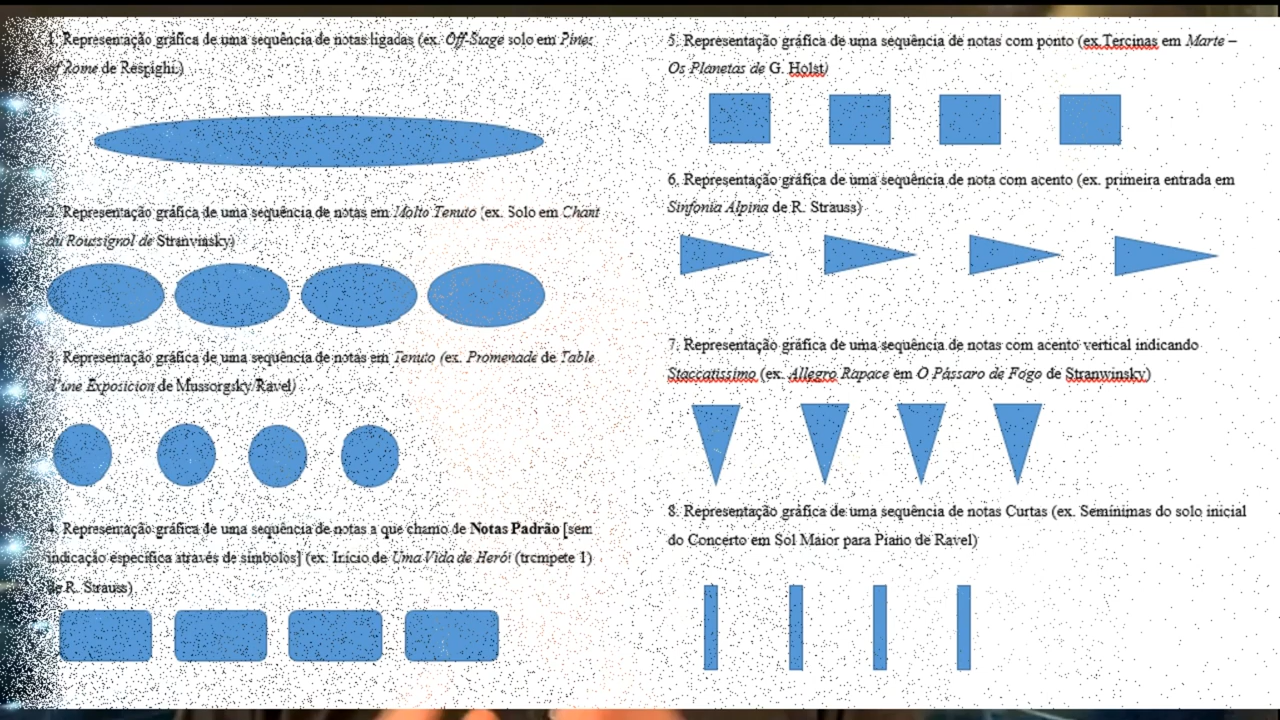 1. Representação gráfica de uma sequência de notas ligadas (ex. Off-Stage solo em Pines
of Rome de Respighi.)
2. Representação gráfica de uma sequência de notas em Molto Tenuto (ex. Solo em Chant
du Roussignol de Stranvinsky)
Representação gráfica de uma sequência de notas em Tenuto (ex. Promenade de Table
d'une Exposicion de Mussorgsky/Ravel)
4. Representação gráfica de uma sequência de notas a que chamo de Notas Padrão [sem
indicação especifica através de símbolos] (ex. Inicio de Uma Vida de Herói (trompete 1)
de R. Strauss)
5. Representação gráfica de uma sequência de notas com ponto (ex.Tercinas em Marte –
Os Planetas de G. Holst)
6. Representação gráfica de uma sequência de nota com acento (ex. primeira entrada em
Sinfonia Alpina de R. Strauss)
7. Representação gráfica de uma sequência de notas com acento vertical indicando
Staccatissimo (ex. Allegro Rapace em O Pássaro de Fogo de Stranwinsky)
8. Representação gráfica de uma sequência de notas Curtas (ex. Semínimas do solo inicial
do Concerto em Sol Maior para Piano de Ravel)